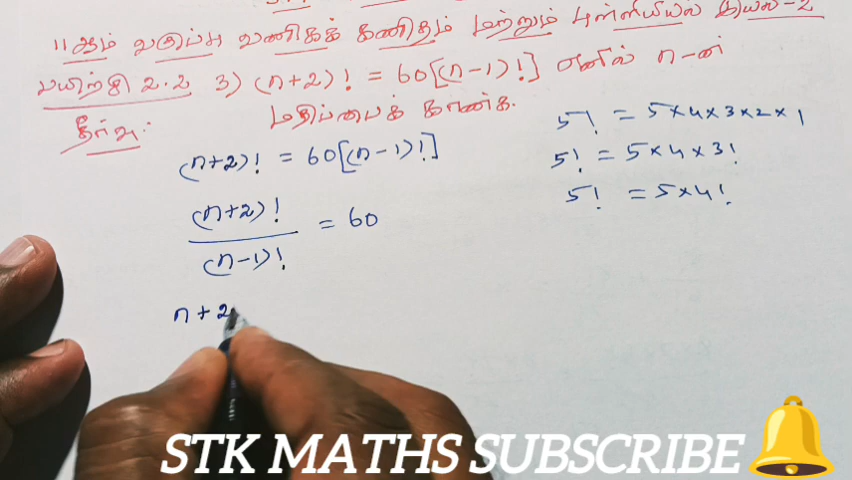 11 ஆம் வகுப்பு வணிகக் கணிதம் மற்றும் புள்ளியியல் இயல்-2
பயிற்சி 2.2 3) (n+2)! = 60[(n-1)!] எனில் n-ன்
மதிப்பைக் காண்க.
தீர்வு:
(n+2)! = 60[(n-1)!]
(n+2)!
= 60
(n-1)!
n+2
5! = 5×4×3×2×1
5! = 5×4×3!
5! = 5×4!
STK MATHS SUBSCRIBE